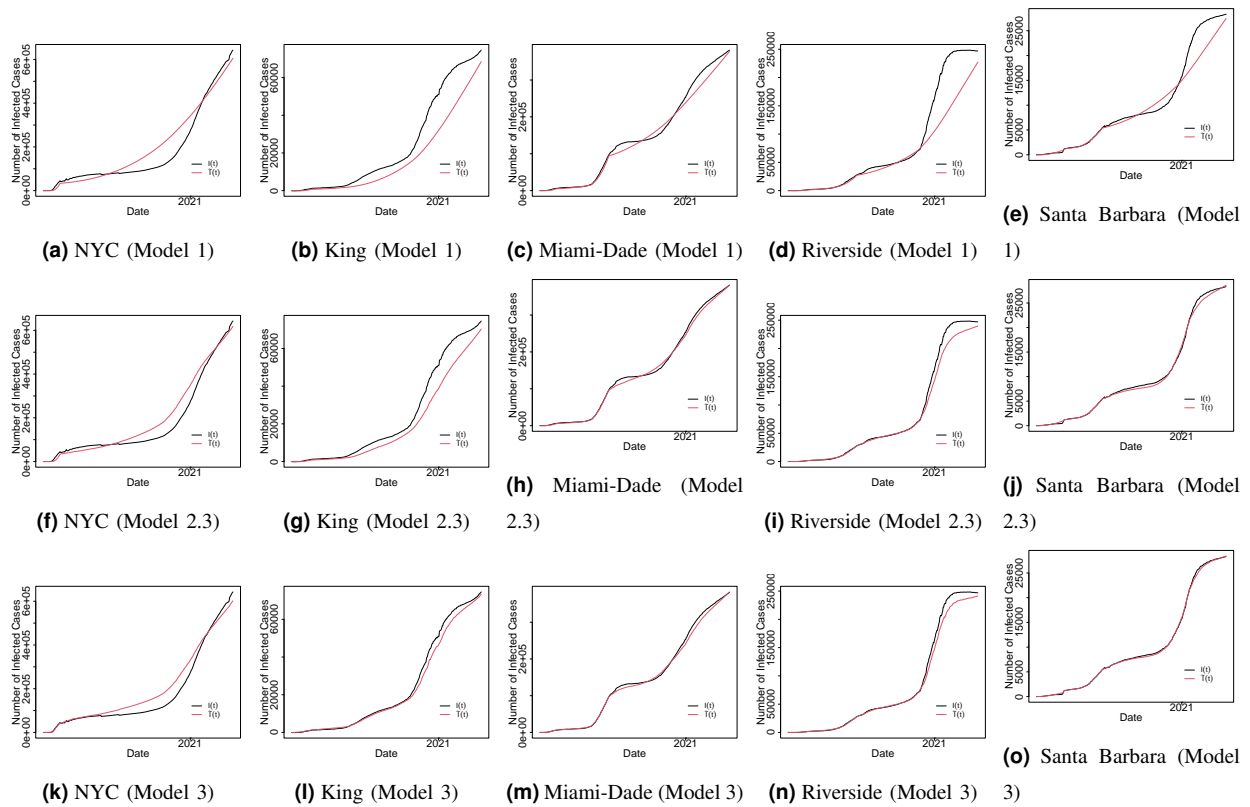 Number of Infected Cases
0e+00 2e+05 4e+05 6e+05
I(t)
Ĩ(t)
2021
Date
(a) NYC (Model 1)
Number of Infected Cases
0 20000 60000
I(t)
Ĩ(t)
2021
Date
(b) King (Model 1)
Number of Infected Cases
0e+00 2e+05
I(t)
Ĩ(t)
2021
Date
(c) Miami-Dade (Model 1)
Number of Infected Cases
0 50000 150000 250000
I(t)
Ĩ(t)
2021
Date
(d) Riverside (Model 1)
Number of Infected Cases
0 5000 15000 25000
I(t)
Ĩ(t)
2021
Date
(e) Santa Barbara (Model
1)
Number of Infected Cases
0e+00 2e+05 4e+05 6e+05
I(t)
Ĩ(t)
2021
Date
(f) NYC (Model 2.3)
Number of Infected Cases
0 20000 60000
I(t)
Ĩ(t)
2021
Date
(g) King (Model 2.3)
Number of Infected Cases
0e+00 2e+05
I(t)
Ĩ(t)
2021
Date
(h) Miami-Dade (Model
2.3)
Number of Infected Cases
0 50000 150000 250000
I(t)
Ĩ(t)
2021
Date
(i) Riverside (Model 2.3)
Number of Infected Cases
0 5000 15000 25000
I(t)
Ĩ(t)
2021
Date
(j) Santa Barbara (Model
2.3)
Number of Infected Cases
0e+00 2e+05 4e+05 6e+05
I(t)
Ĩ(t)
2021
Date
(k) NYC (Model 3)
Number of Infected Cases
0 20000 60000
I(t)
Ĩ(t)
2021
Date
(l) King (Model 3)
Number of Infected Cases
0e+00 2e+05
I(t)
Ĩ(t)
2021
Date
(m) Miami-Dade (Model 3)
Number of Infected Cases
0 50000 150000 250000
I(t)
Ĩ(t)
2021
Date
(n) Riverside (Model 3)
Number of Infected Cases
0 5000 15000 25000
I(t)
Ĩ(t)
2021
Date
(o) Santa Barbara (Model
3)